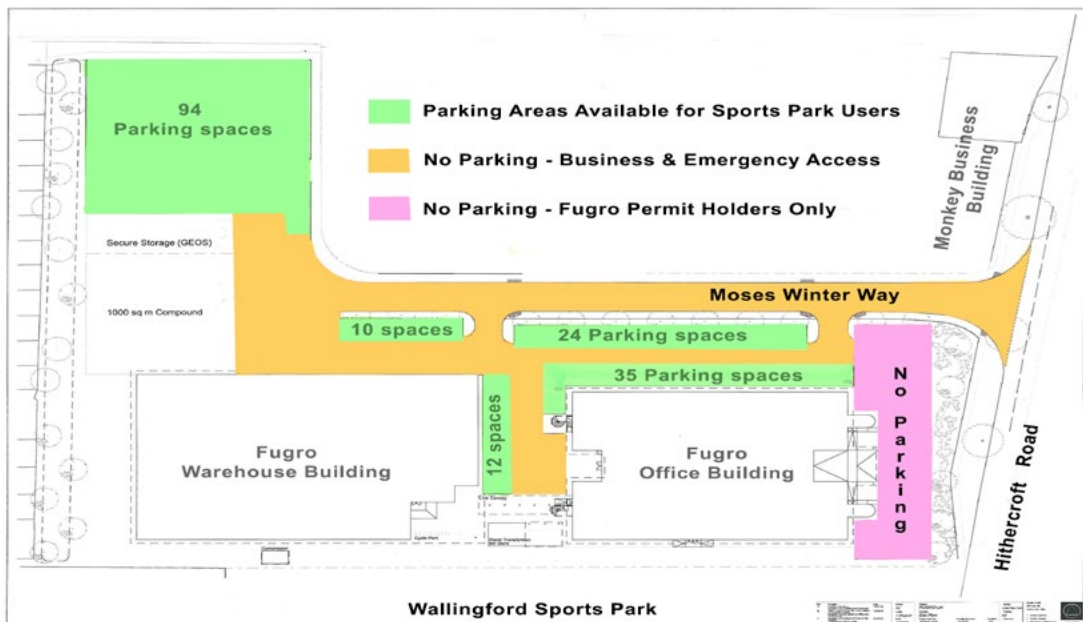 94
Parking spaces
Parking Areas Available for Sports Park Users
No Parking - Business & Emergency Access
No Parking - Fugro Permit Holders Only
Monkey Business
Building
Secure Storage (GEOS)
1000 sq m Compound
Moses Winter Way
10 spaces
24 Parking spaces
35 Parking spaces
12 spaces
No Parking
Fugro
Warehouse Building
Fugro
Office Building
Hithercroft Road
Cycle Park
Wallingford Sports Park